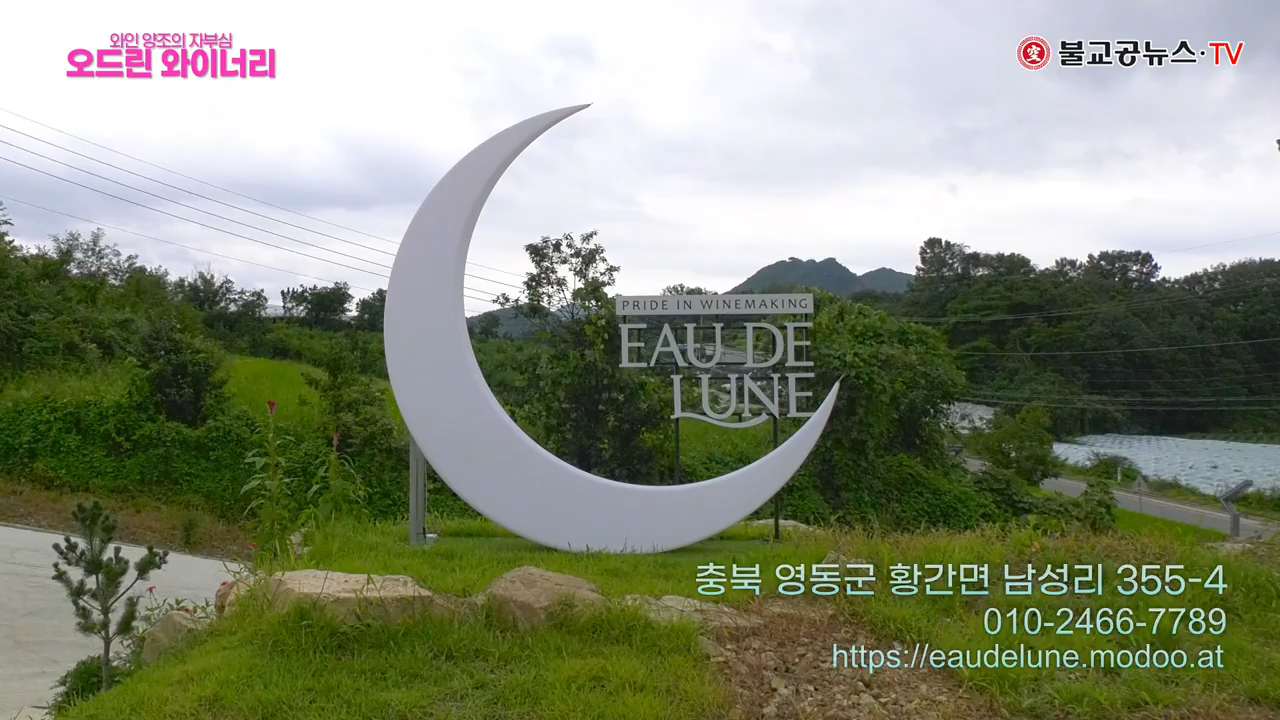 와인 양조의 자부심
오드린 와이너리
空 불교공뉴스·TV
PRIDE IN WINEMAKING
EAU DE
LUNE
충북 영동군 황간면 남성리 355-4
010-2466-7789
https://eaudelune.modoo.at